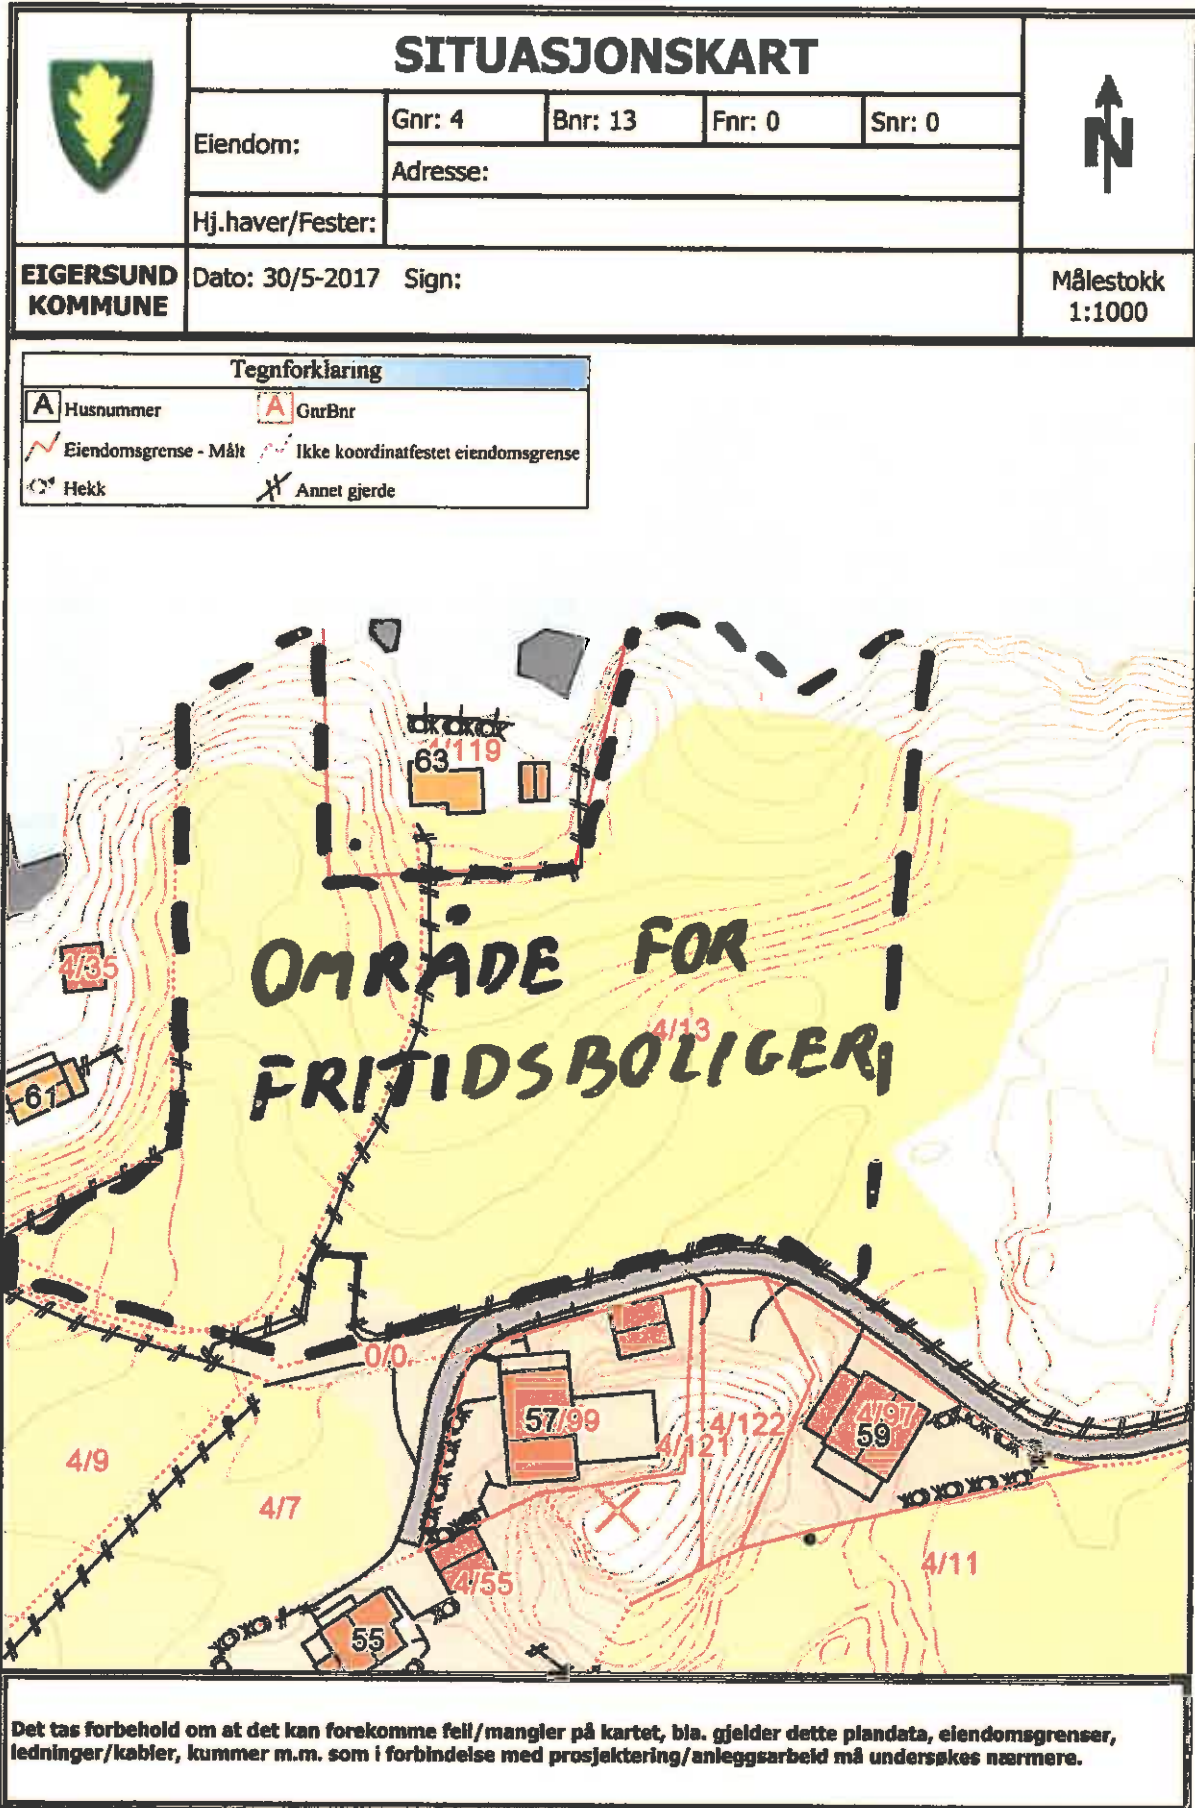 SITUASJONSKART
Eiendom:
Gnr: 4
Bnr: 13
Fnr: 0
Snr: 0
Adresse:
Hj.haver/Fester:
N
EIGERSUND
KOMMUNE
Dato: 30/5-2017 Sign:
Målestokk
1:1000
Tegnforklaring
A Husnummer
A GnrBnr
Eiendomsgrense - Målt
Ikke koordinatfestet eiendomsgrense
Hekk
Annet gjerde
4/119
63
4/35
OMRÅDE FOR
4/13
FRITIDSBOLIGER
61
0/0
57
/99
4/122
4/121
4/97
59
4/9
4/7
4/11
4/55
55
Det tas forbehold om at det kan forekomme feil/mangler på kartet, bla. gjelder dette plandata, eiendomsgrenser,
ledninger/kabler, kummer m.m. som i forbindelse med prosjektering/anleggsarbeid må undersøkes nærmere.